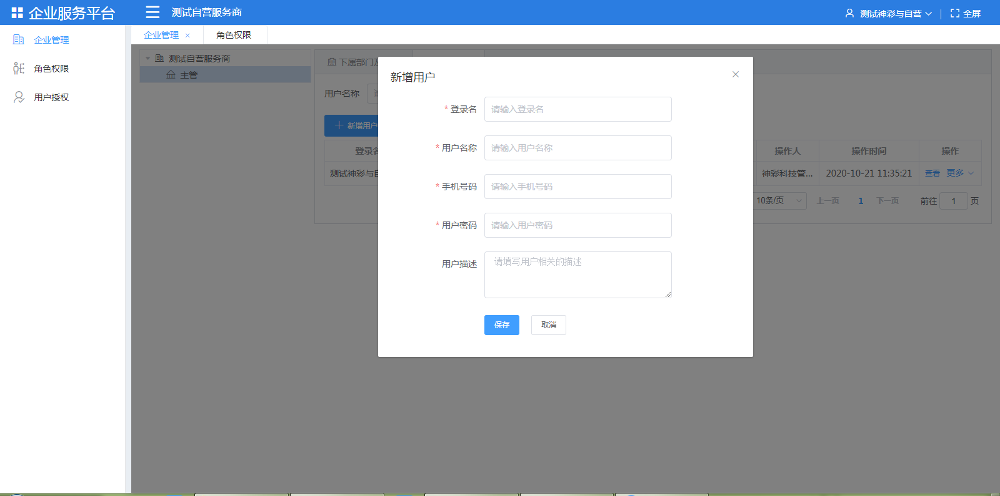 企业服务平台
测试自营服务商
测试神彩与自营
全屏
企业管理
角色权限
用户授权
企业管理 ×
角色权限
测试自营服务商
主管
下属部门及
用户名称
新增用户
登录名
操作人
操作时间
操作
测试神彩与自
神彩科技管...
2020-10-21 11:35:21
查看
更多
10条/页
上一页
1
下一页
前往
1
页
新增用户
* 登录名
请输入登录名
* 用户名称
请输入用户名称
* 手机号码
请输入手机号码
* 用户密码
请输入用户密码
用户描述
请填写用户相关的描述
保存
取消